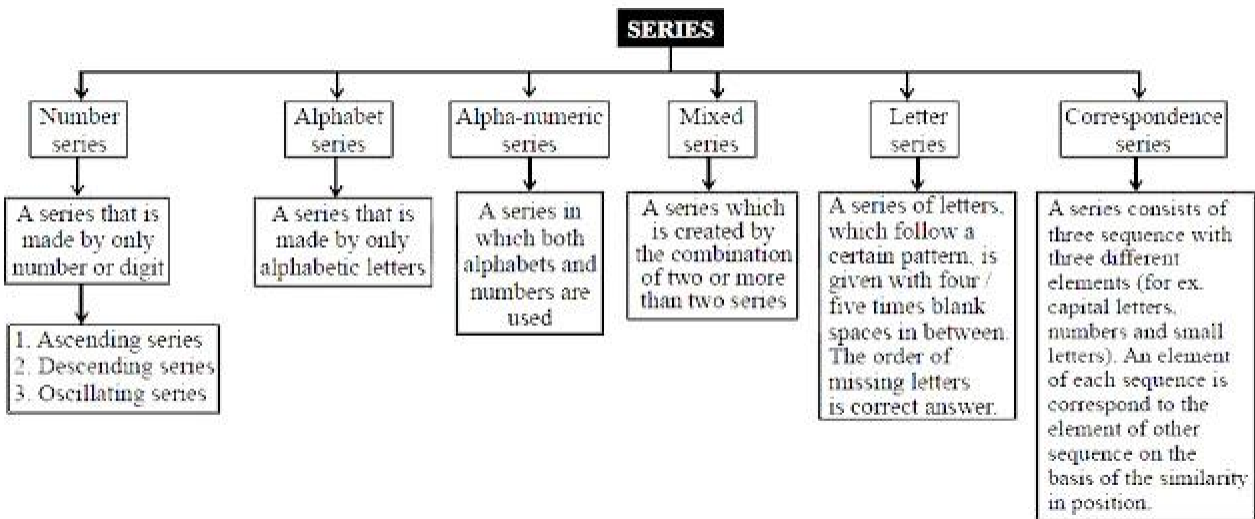 SERIES
Number
series
A series that is
made by only
number or digit
1. Ascending series
2. Descending series
3. Oscillating series
Alphabet
series
A series that is
made by only
alphabetic letters
Alpha-numeric
series
A series in
which both
alphabets and
numbers are
used
Mixed
series
A series which
is created by
the combination
of two or more
than two series
Letter
series
A series of letters,
which follow a
certain pattern, is
given with four /
five times blank
spaces in between.
The order of
missing letters
is correct answer.
Correspondence
series
A series consists of
three sequence with
three different
elements (for ex.
capital letters,
numbers and small
letters). An element
of each sequence is
correspond to the
element of other
sequence on the
basis of the similarity
in position.